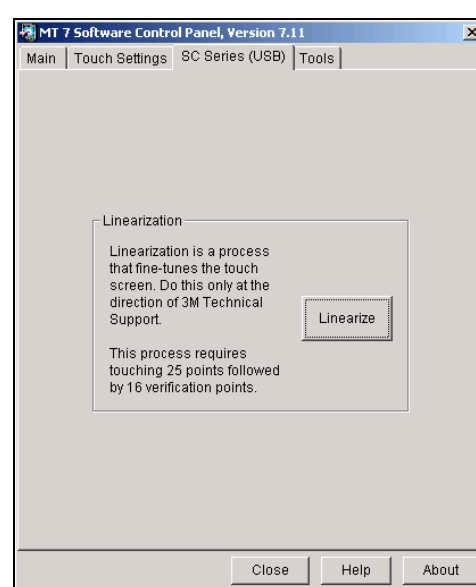 MT 7 Software Control Panel, Version 7.11
Main Touch Settings SC Series (USB) Tools
Linearization
Linearization is a process
that fine-tunes the touch
screen. Do this only at the
direction of 3M Technical
Support.
Linearize
This process requires
touching 25 points followed
by 16 verification points.
Close Help About